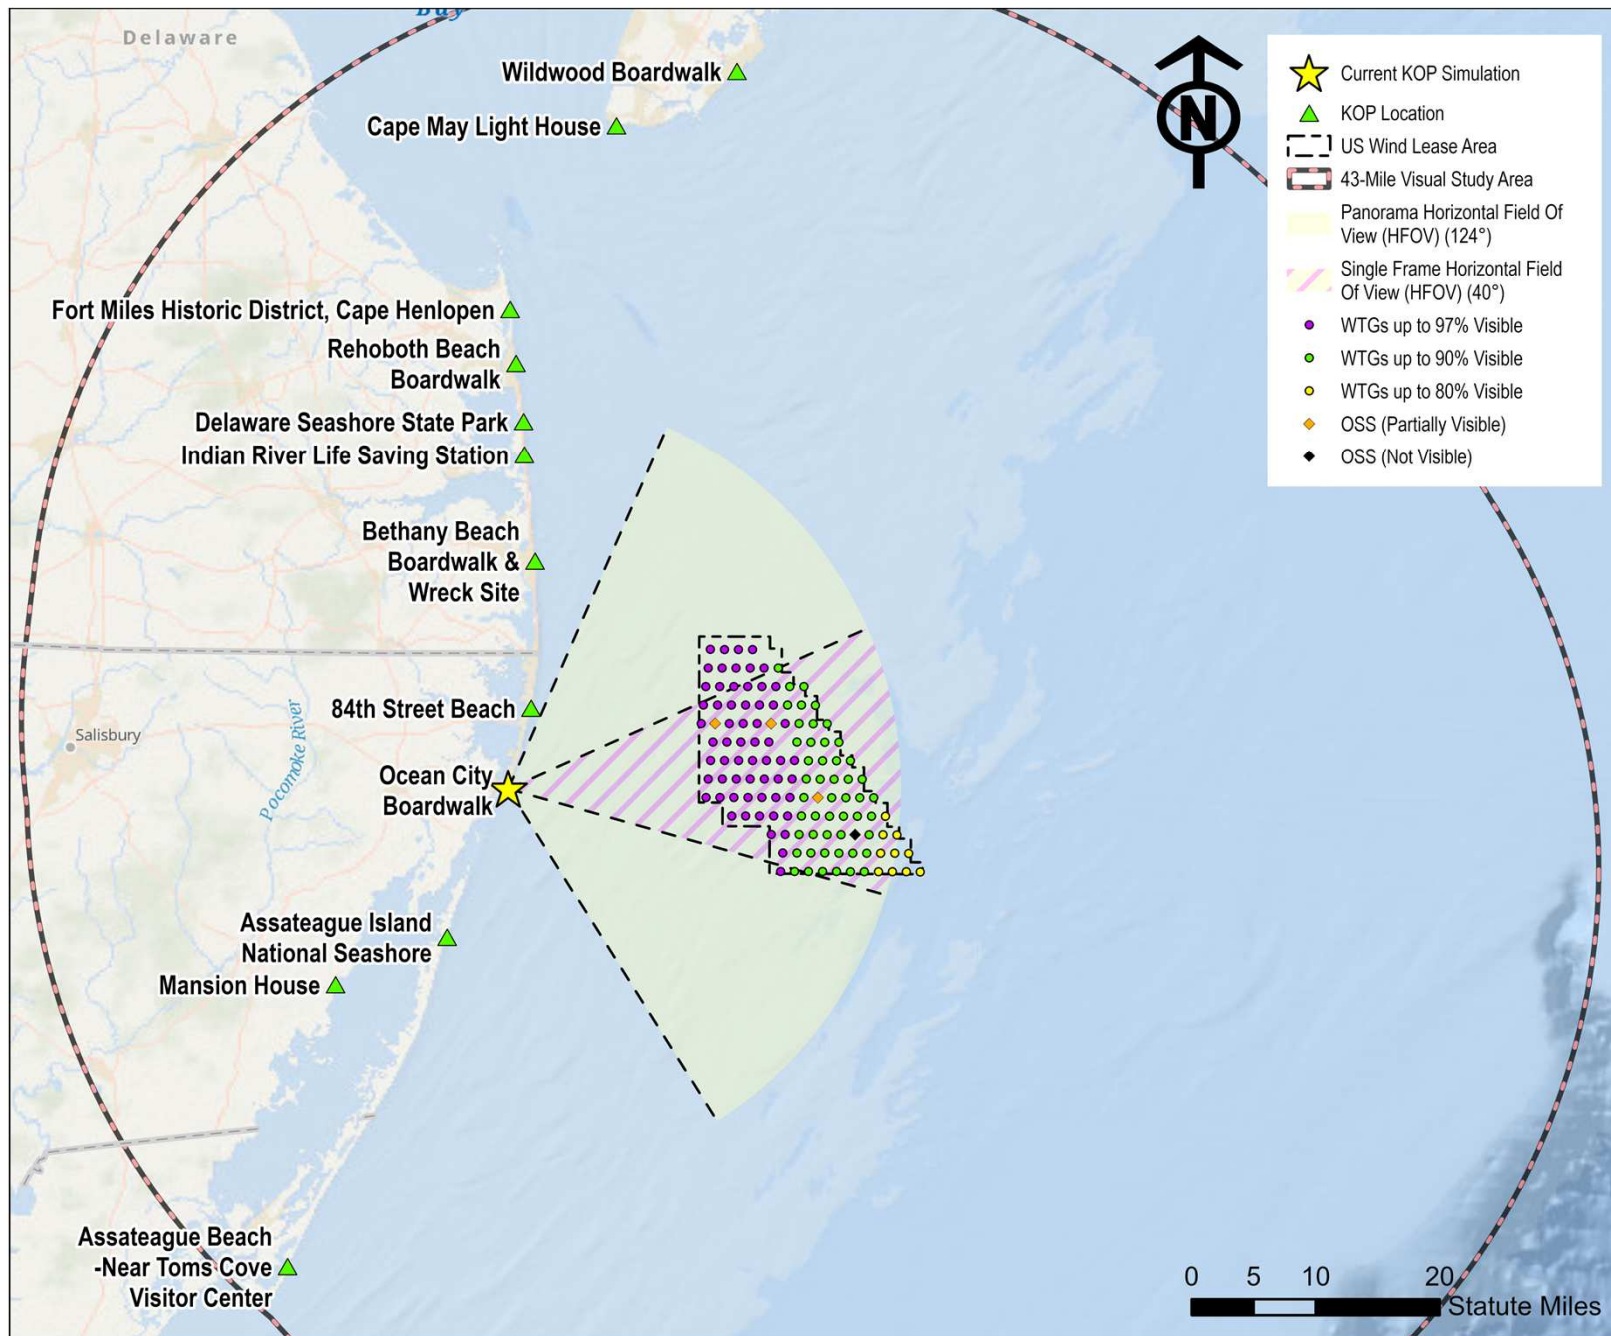 Bay
Delaware
Wildwood Boardwalk
Cape May Light House
N
Current KOP Simulation
KOP Location
US Wind Lease Area
43-Mile Visual Study Area
Panorama Horizontal Field Of
View (HFOV) (124°)
Single Frame Horizontal Field
Of View (HFOV) (40°)
WTGs up to 97% Visible
WTGs up to 90% Visible
WTGs up to 80% Visible
OSS (Partially Visible)
OSS (Not Visible)
Fort Miles Historic District, Cape Henlopen
Rehoboth Beach
Boardwalk
Delaware Seashore State Park
Indian River Life Saving Station
Bethany Beach
Boardwalk &
Wreck Site
84th Street Beach
Salisbury
Pocomoke River
Ocean City
Boardwalk
Assateague Island
National Seashore
Mansion House
Assateague Beach
-Near Toms Cove
Visitor Center
0 5 10 20
Statute Miles